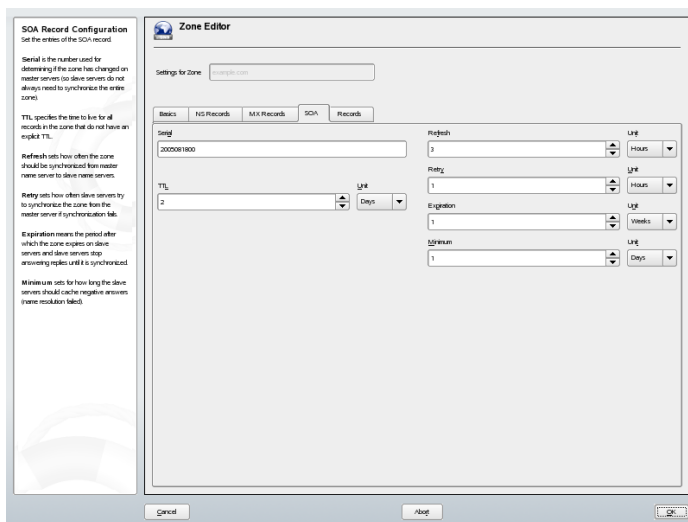 SOA Record Configuration
Set the entries of the SOA record.
Serial is the number used for
determining if the zone has changed on
master servers (so slave servers do not
always need to synchronize the entire
zone).
TTL specifies the time to live for all
records in the zone that do not have an
explicit TTL.
Refresh sets how often the zone
should be synchronized from master
name server to slave name servers.
Retry sets how often slave servers try
to synchronize the zone from the
master server if synchronization fails.
Expiration means the period after
which the zone expires on slave
servers and slave servers stop
answering replies until it is synchronized.
Minimum sets for how long the slave
servers should cache negative answers
(name resolution failed).
Zone Editor
Settings for Zone example.com
Basics NS Records MX Records SOA Records
Serial
2005081800
TTL Unit
2 Days
Refresh Unit
3 Hours
Retry Unit
1 Hours
Expiration Unit
1 Weeks
Minimum Unit
1 Days
Cancel Abort OK